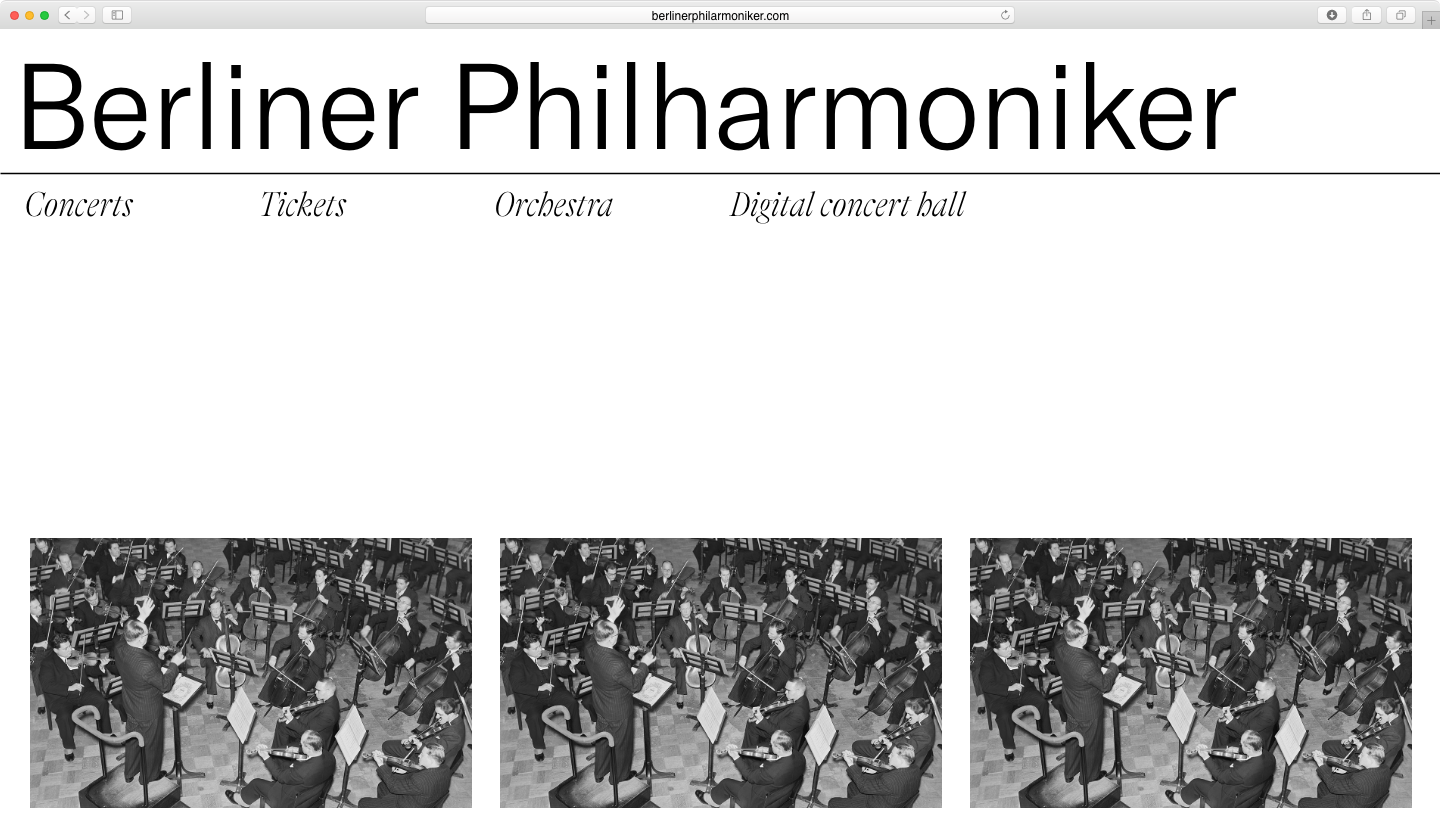 berlinerphilarmoniker.com
Berliner Philharmoniker
Concerts Tickets Orchestra Digital concert hall